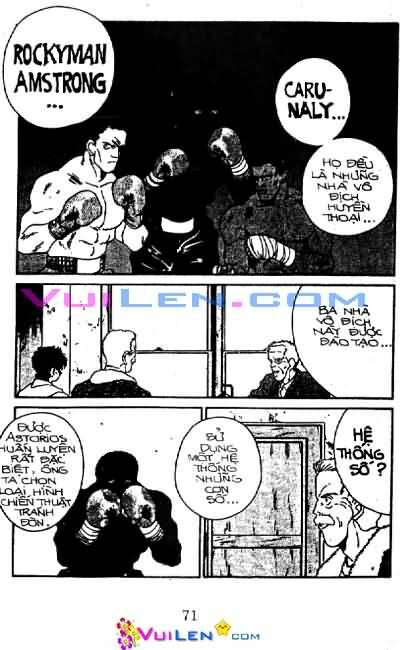 ROCKYMAN
AMSTRONG
...
CARU-
NALY...
HỌ ĐỀU
LÀ NHỮNG
NHÀ VÔ
ĐỊCH
HUYỀN
THOẠI...
VUILEN.COM
BA NHÀ
VÔ ĐỊCH
NÀY ĐƯỢC
ĐÀO TẠO...
HỆ
THỐNG
SỐ?
SỬ
DỤNG
MỘT HỆ
THỐNG
NHỮNG
CON
SỐ...
ĐƯỢC
ASTORIOS
HUẤN LUYỆN
RẤT ĐẶC
BIỆT, ÔNG
TA CHỌN
LOẠI HÌNH
CHIẾN THUẬT
TRÁNH
ĐÒN.
71
VUILEN
.COM